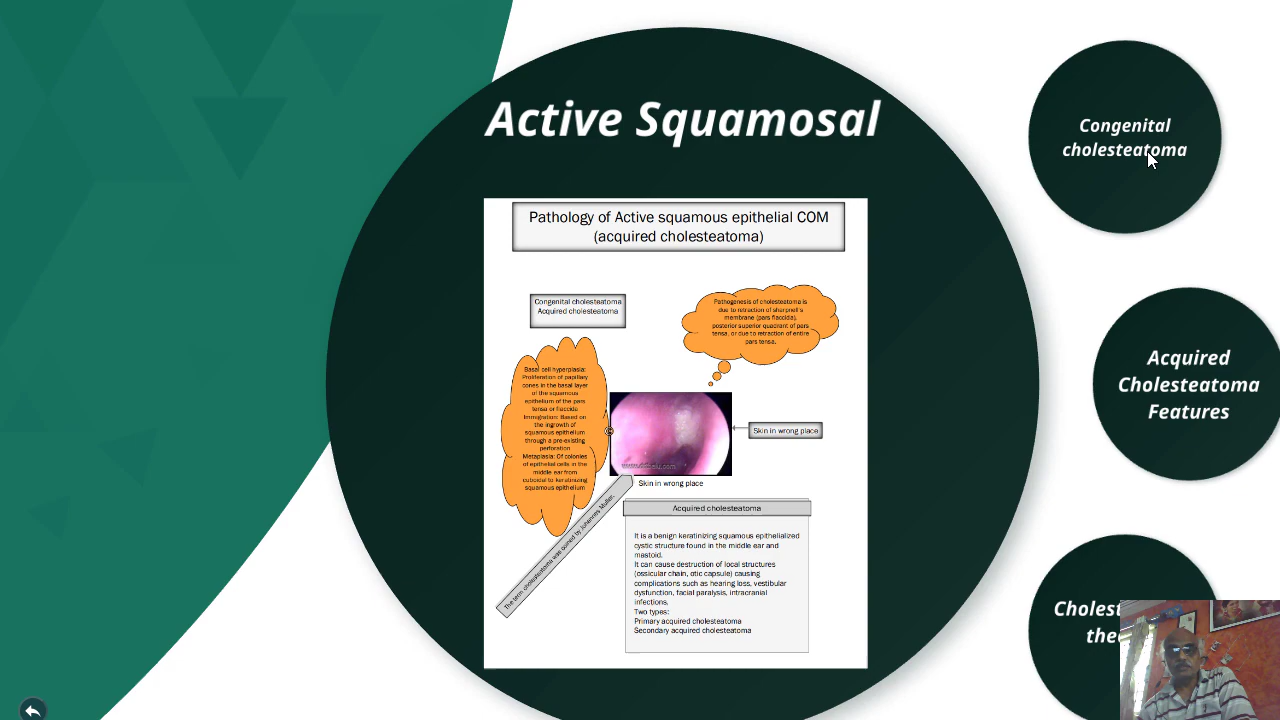 Active Squamosal
Pathology of Active squamous epithelial COM
(acquired cholesteatoma)
Congenital cholesteatoma
Acquired cholesteatoma
Pathogenesis of cholesteatoma is
due to retraction of sharpnell's
membrane (pars flaccida),
posterior superior quadrant of pars
tensa, or due to retraction of entire
pars tensa.
Basal cell hyperplasia:
Proliferation of papillary
cones in the basal layer
of the squamous
epithelium of the pars
tensa or flaccida
Immigration: Based on
the ingrowth of
squamous epithelium
through a pre-existing
perforation
Metaplasia: Of colonies
of epithelial cells in the
middle ear from
cuboidal to keratinizing
squamous epithelium
Skin in wrong place
Skin in wrong place
The term cholesteatoma was coined by Johannes Muller.
Acquired cholesteatoma
It is a benign keratinizing squamous epithelialized
cystic structure found in the middle ear and
mastoid.
It can cause destruction of local structures
(ossicular chain, otic capsule) causing
complications such as hearing loss, vestibular
dysfunction, facial paralysis, intracranial
infections.
Two types:
Primary acquired cholesteatoma
Secondary acquired cholesteatoma
Congenital
cholesteatoma
Acquired
Cholesteatoma
Features
Cholest
the